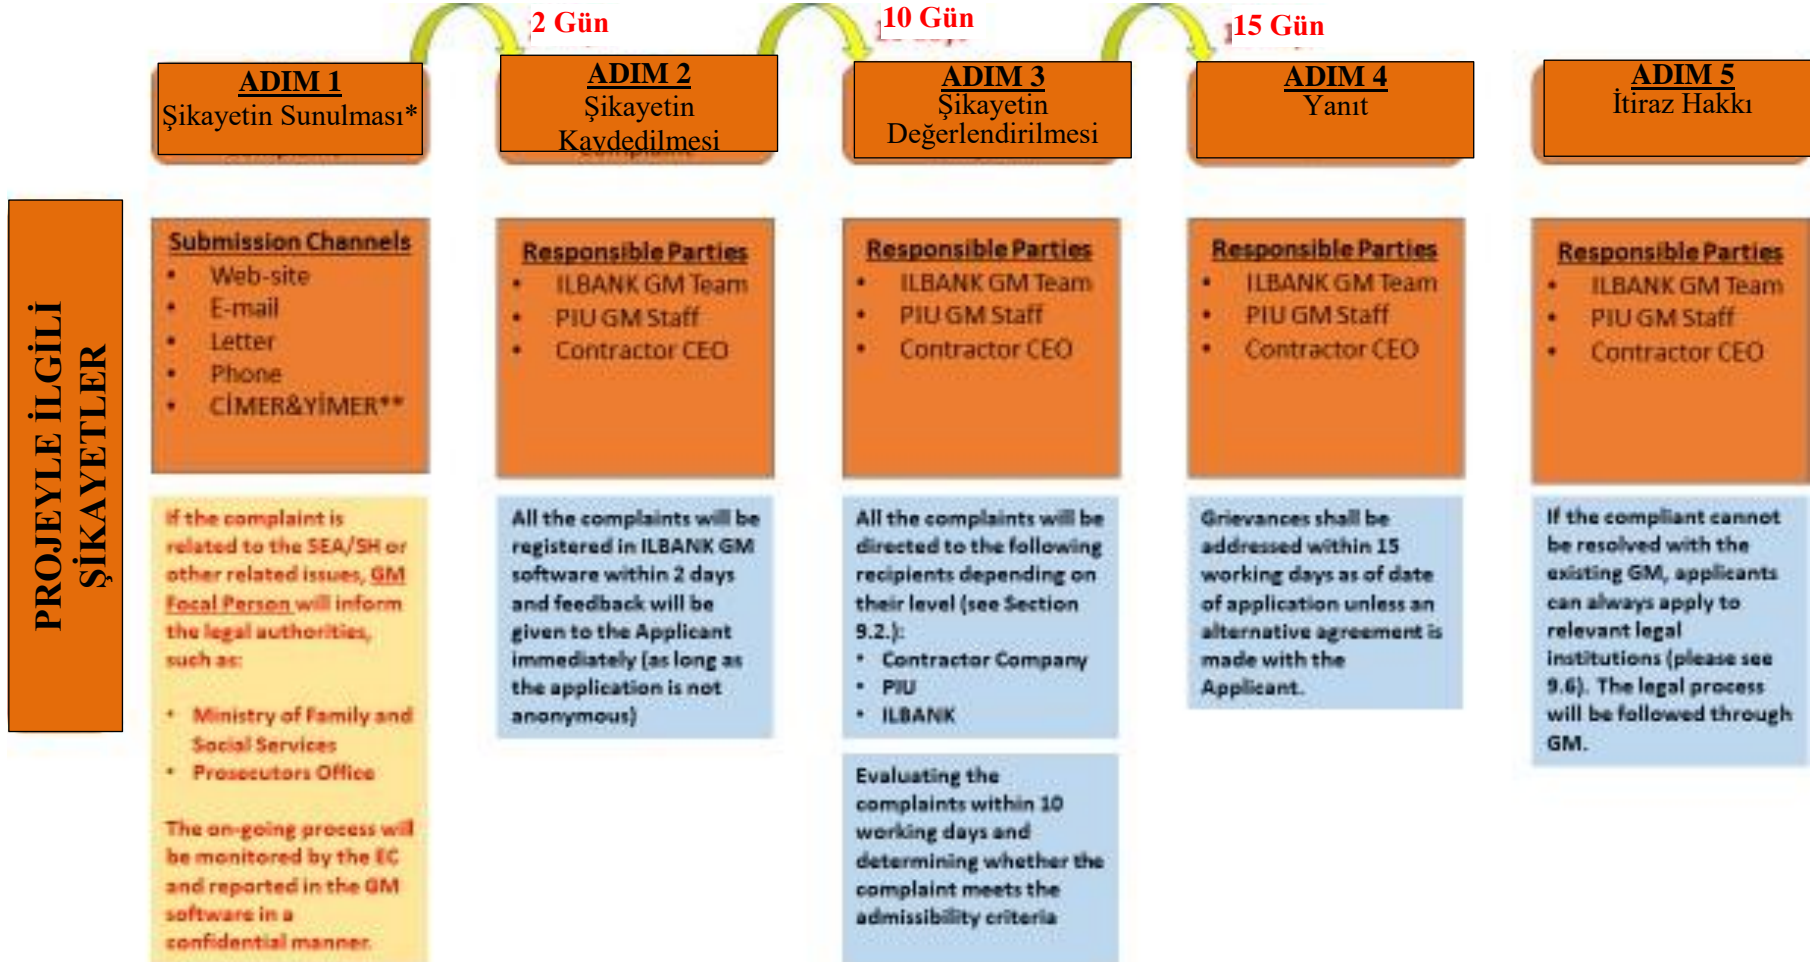 2 Gün
10 Gün
15 Gün
ADIM 1
Şikayetin Sunulması*
ADIM 2
Şikayetin
Kaydedilmesi
ADIM 3
Şikayetin
Değerlendirilmesi
ADIM 4
Yanıt
ADIM 5
İtiraz Hakkı
PROJEYLE İLGİLİ
ŞİKAYETLER
Submission Channels
• Web-site
• E-mail
• Letter
• Phone
• CİMER&YİMER**
Responsible Parties
• ILBANK GM Team
• PIU GM Staff
• Contractor CEO
Responsible Parties
• ILBANK GM Team
• PIU GM Staff
• Contractor CEO
Responsible Parties
• ILBANK GM Team
• PIU GM Staff
• Contractor CEO
Responsible Parties
• ILBANK GM Team
• PIU GM Staff
• Contractor CEO
If the complaint is
related to the SEA/SH or
other related issues, GM
Focal Person will inform
the legal authorities,
such as:
• Ministry of Family and
Social Services
• Prosecutors Office
The on-going process will
be monitored by the EC
and reported in the GM
software in a
confidential manner.
All the complaints will be
registered in ILBANK GM
software within 2 days
and feedback will be
given to the Applicant
immediately (as long as
the application is not
anonymous)
All the complaints will be
directed to the following
recipients depending on
their level (see Section
9.2.):
• Contractor Company
• PIU
• ILBANK
Evaluating the
complaints within 10
working days and
determining whether the
complaint meets the
admissibility criteria
Grievances shall be
addressed within 15
working days as of date
of application unless an
alternative agreement is
made with the
Applicant.
If the compliant cannot
be resolved with the
existing GM, applicants
can always apply to
relevant legal
institutions (please see
9.6). The legal process
will be followed through
GM.